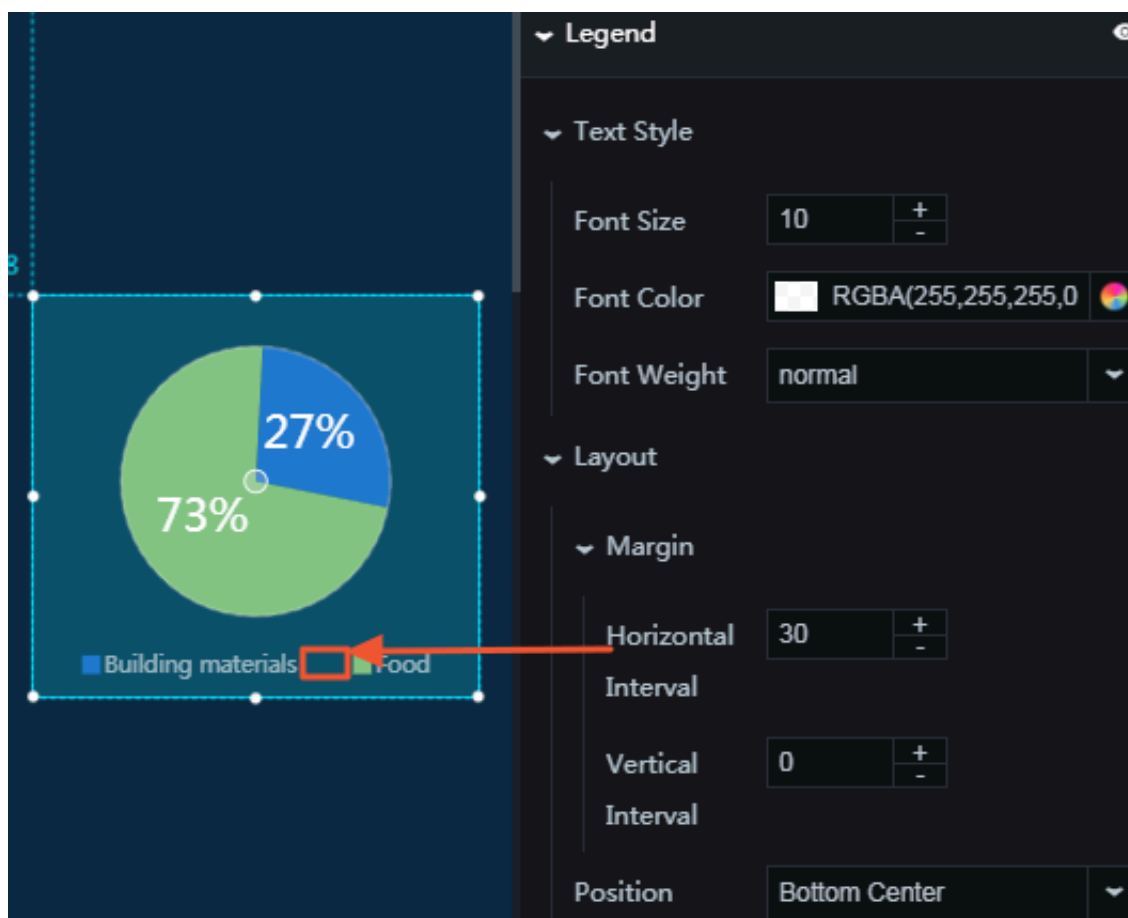 Legend
Text Style
Font Size
10
+
-
8
Font Color
RGBA(255,255,255,0
Font Weight
normal
27%
73%
Layout
Margin
Horizontal
Interval
30
+
-
Building materials
Food
Vertical
Interval
0
+
-
Position
Bottom Center